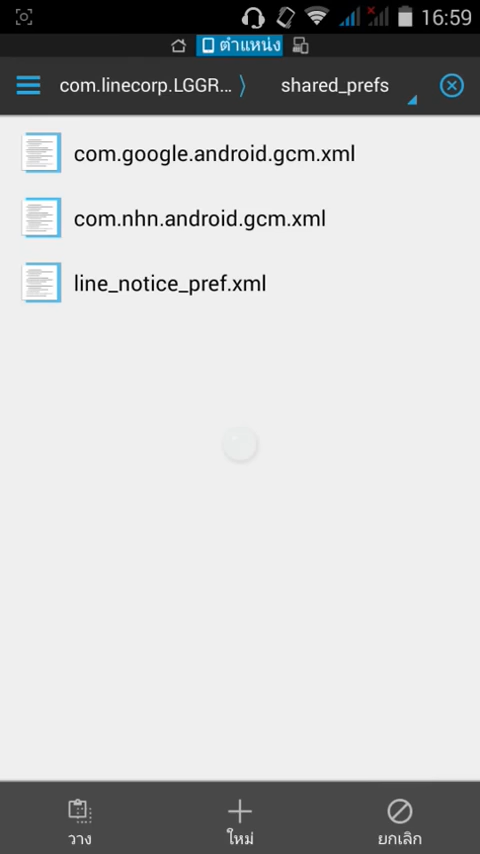 16:59
ตำแหน่ง
com.linecorp.LGGR... 〉 shared_prefs
com.google.android.gcm.xml
com.nhn.android.gcm.xml
line_notice_pref.xml
วาง ใหม่ ยกเลิก